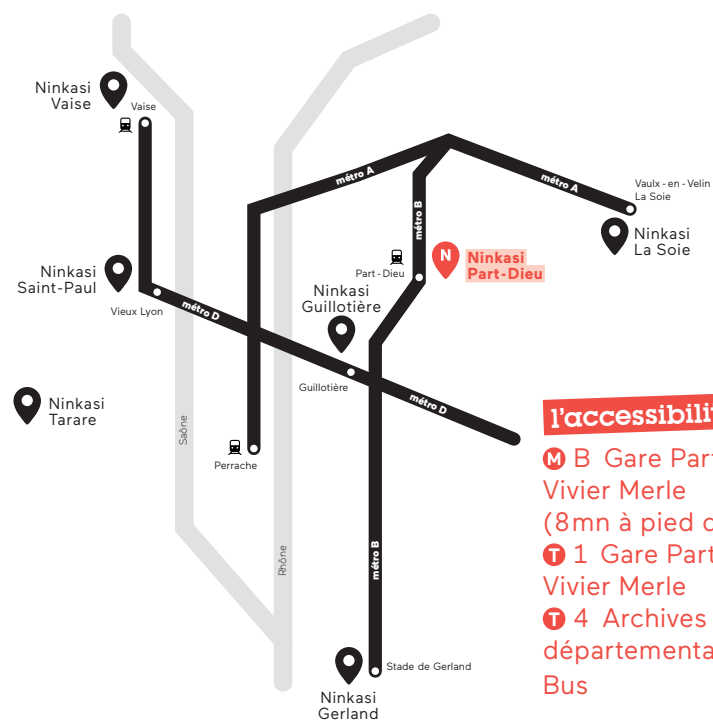 Ninkasi
Vaise
Vaise
métro A
métro A
Vaulx - en - Velin
La Soie
métro B
Ninkasi
La Soie
N
Ninkasi
Part-Dieu
Part - Dieu
Ninkasi
Saint-Paul
Ninkasi
Guillotière
Vieux Lyon
métro D
Guillotière
métro D
Ninkasi
Tarare
Saône
Perrache
Rhône
métro B
Stade de Gerland
Ninkasi
Gerland
l'accessibilit
M B Gare Part
Vivier Merle
(8mn à pied d
T 1 Gare Part
Vivier Merle
T 4 Archives
départementa
Bus